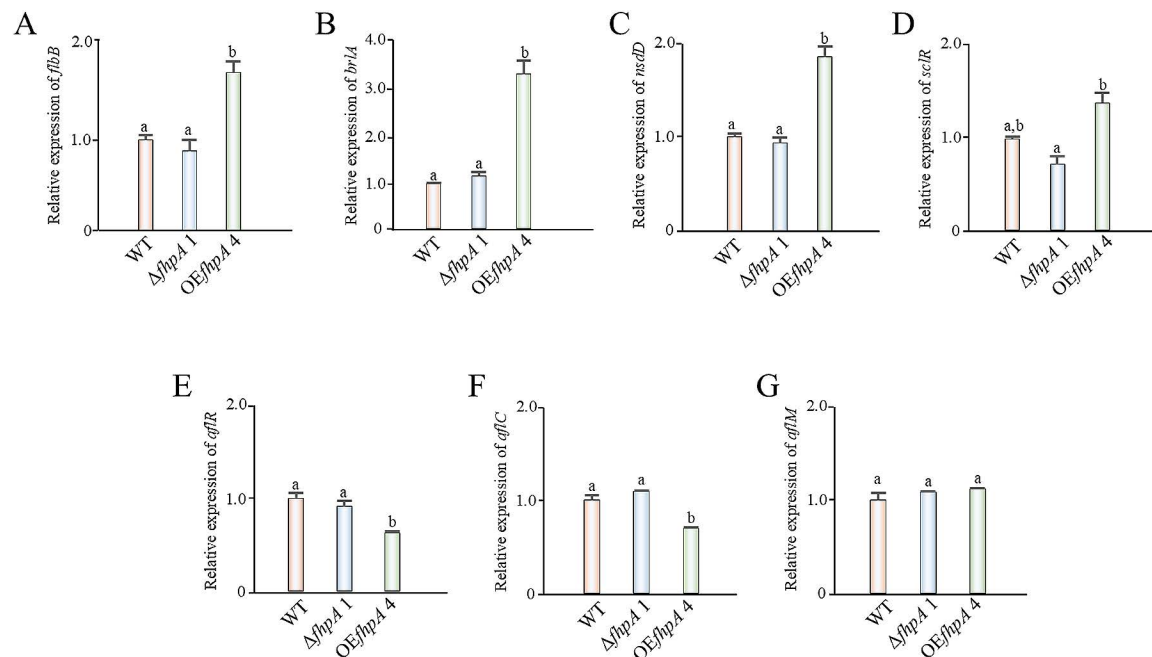 A
Relative expression of flbB
2.0
1.0
0
a
a
b
WT
ΔfhpA 1
OEfhpA 4
B
Relative expression of brlA
4.0
3.0
2.0
1.0
0
a
a
b
WT
ΔfhpA 1
OEfhpA 4
C
Relative expression of nsdD
2.0
1.0
0
a
a
b
WT
ΔfhpA 1
OEfhpA 4
D
Relative expression of sclR
2.0
1.0
0
a,b
a
b
WT
ΔfhpA 1
OEfhpA 4
E
Relative expression of aflR
2.0
1.0
0
a
a
b
WT
ΔfhpA 1
OEfhpA 4
F
Relative expression of aflC
2.0
1.0
0
a
a
b
WT
ΔfhpA 1
OEfhpA 4
G
Relative expression of aflM
2.0
1.0
0
a
a
a
WT
ΔfhpA 1
OEfhpA 4